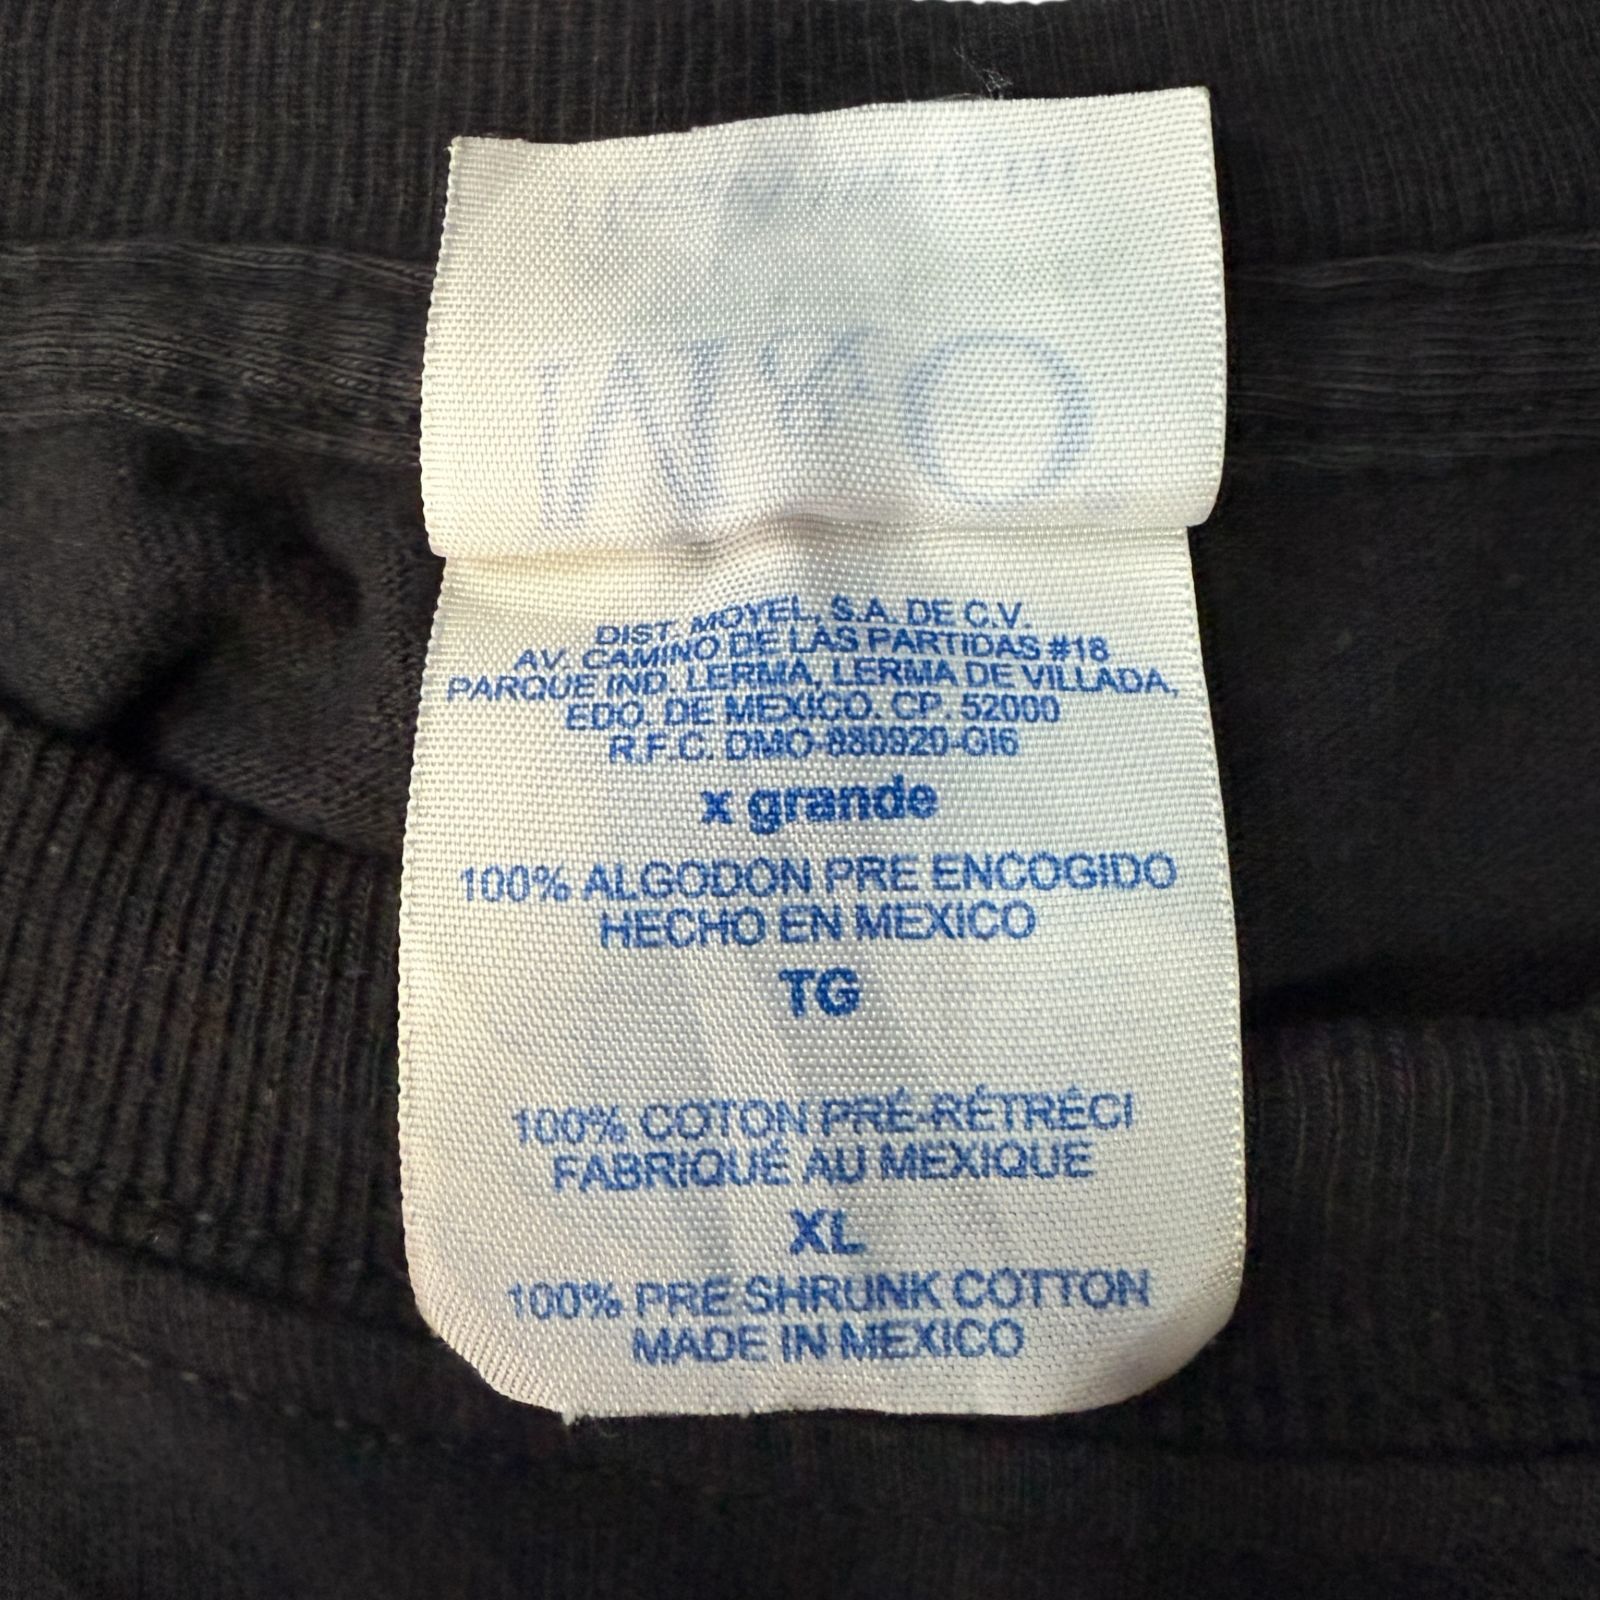 DIST. MOYEL, S.A. DE C.V.
AV. CAMINO DE LAS PARTIDAS #18
PARQUE IND. LERMA, LERMA DE VILLADA,
EDO. DE MEXICO. CP. 52000
R.F.C. DMO-880920-GI6
x grande
100% ALGODON PRE ENCOGIDO
HECHO EN MEXICO
TG
100% COTON PRÉ-RÉTRÉCI
FABRIQUÉ AU MEXIQUE
XL
100% PRE SHRUNK COTTON
MADE IN MEXICO